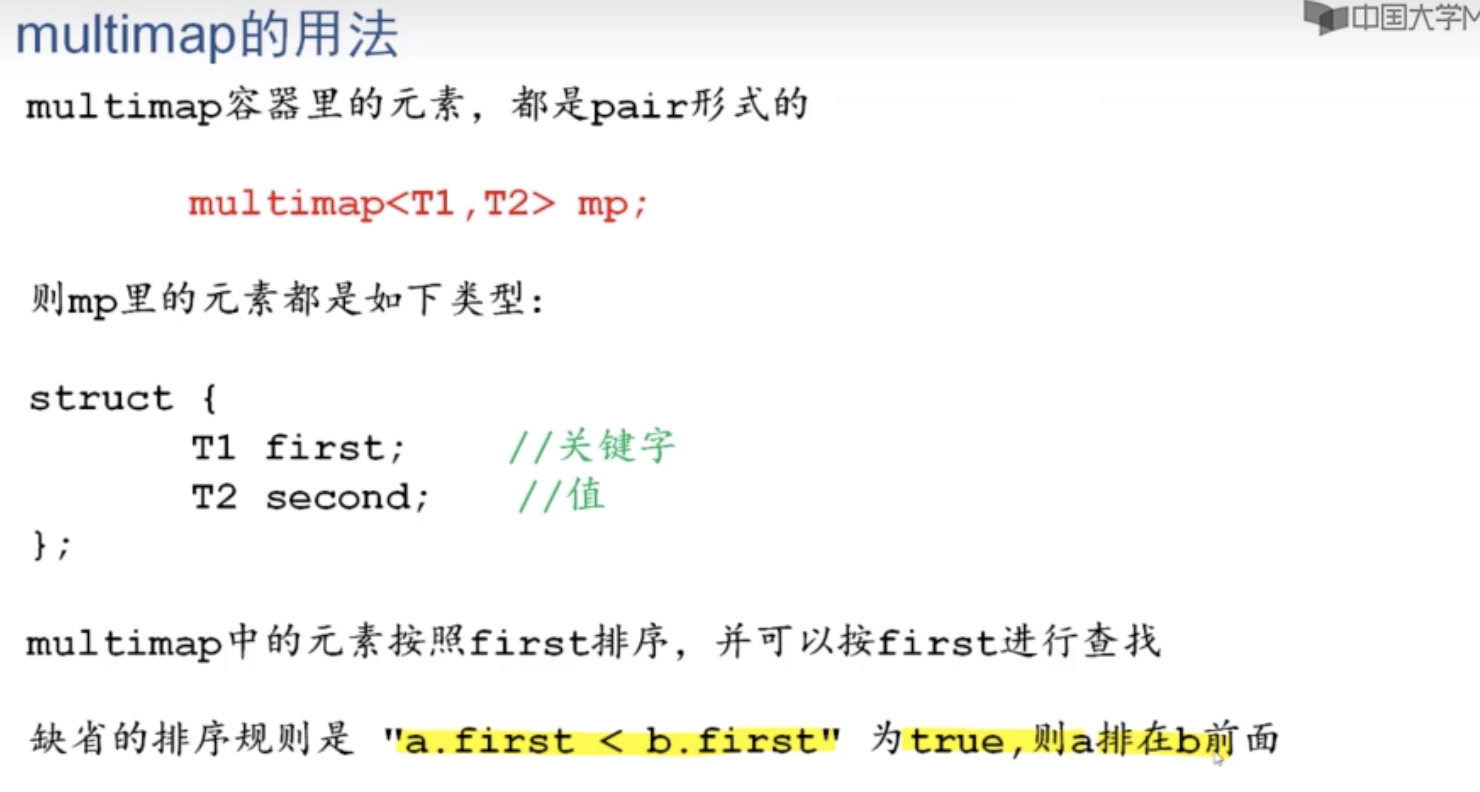 multimap的用法
中国大学M
multimap容器里的元素，都是pair形式的
multimap<T1,T2> mp;
则mp里的元素都是如下类型:
struct {
T1 first; //关键字
T2 second; //值
};
multimap中的元素按照first排序，并可以按first进行查找
缺省的排序规则是 "a.first < b.first" 为true,则a排在b前面